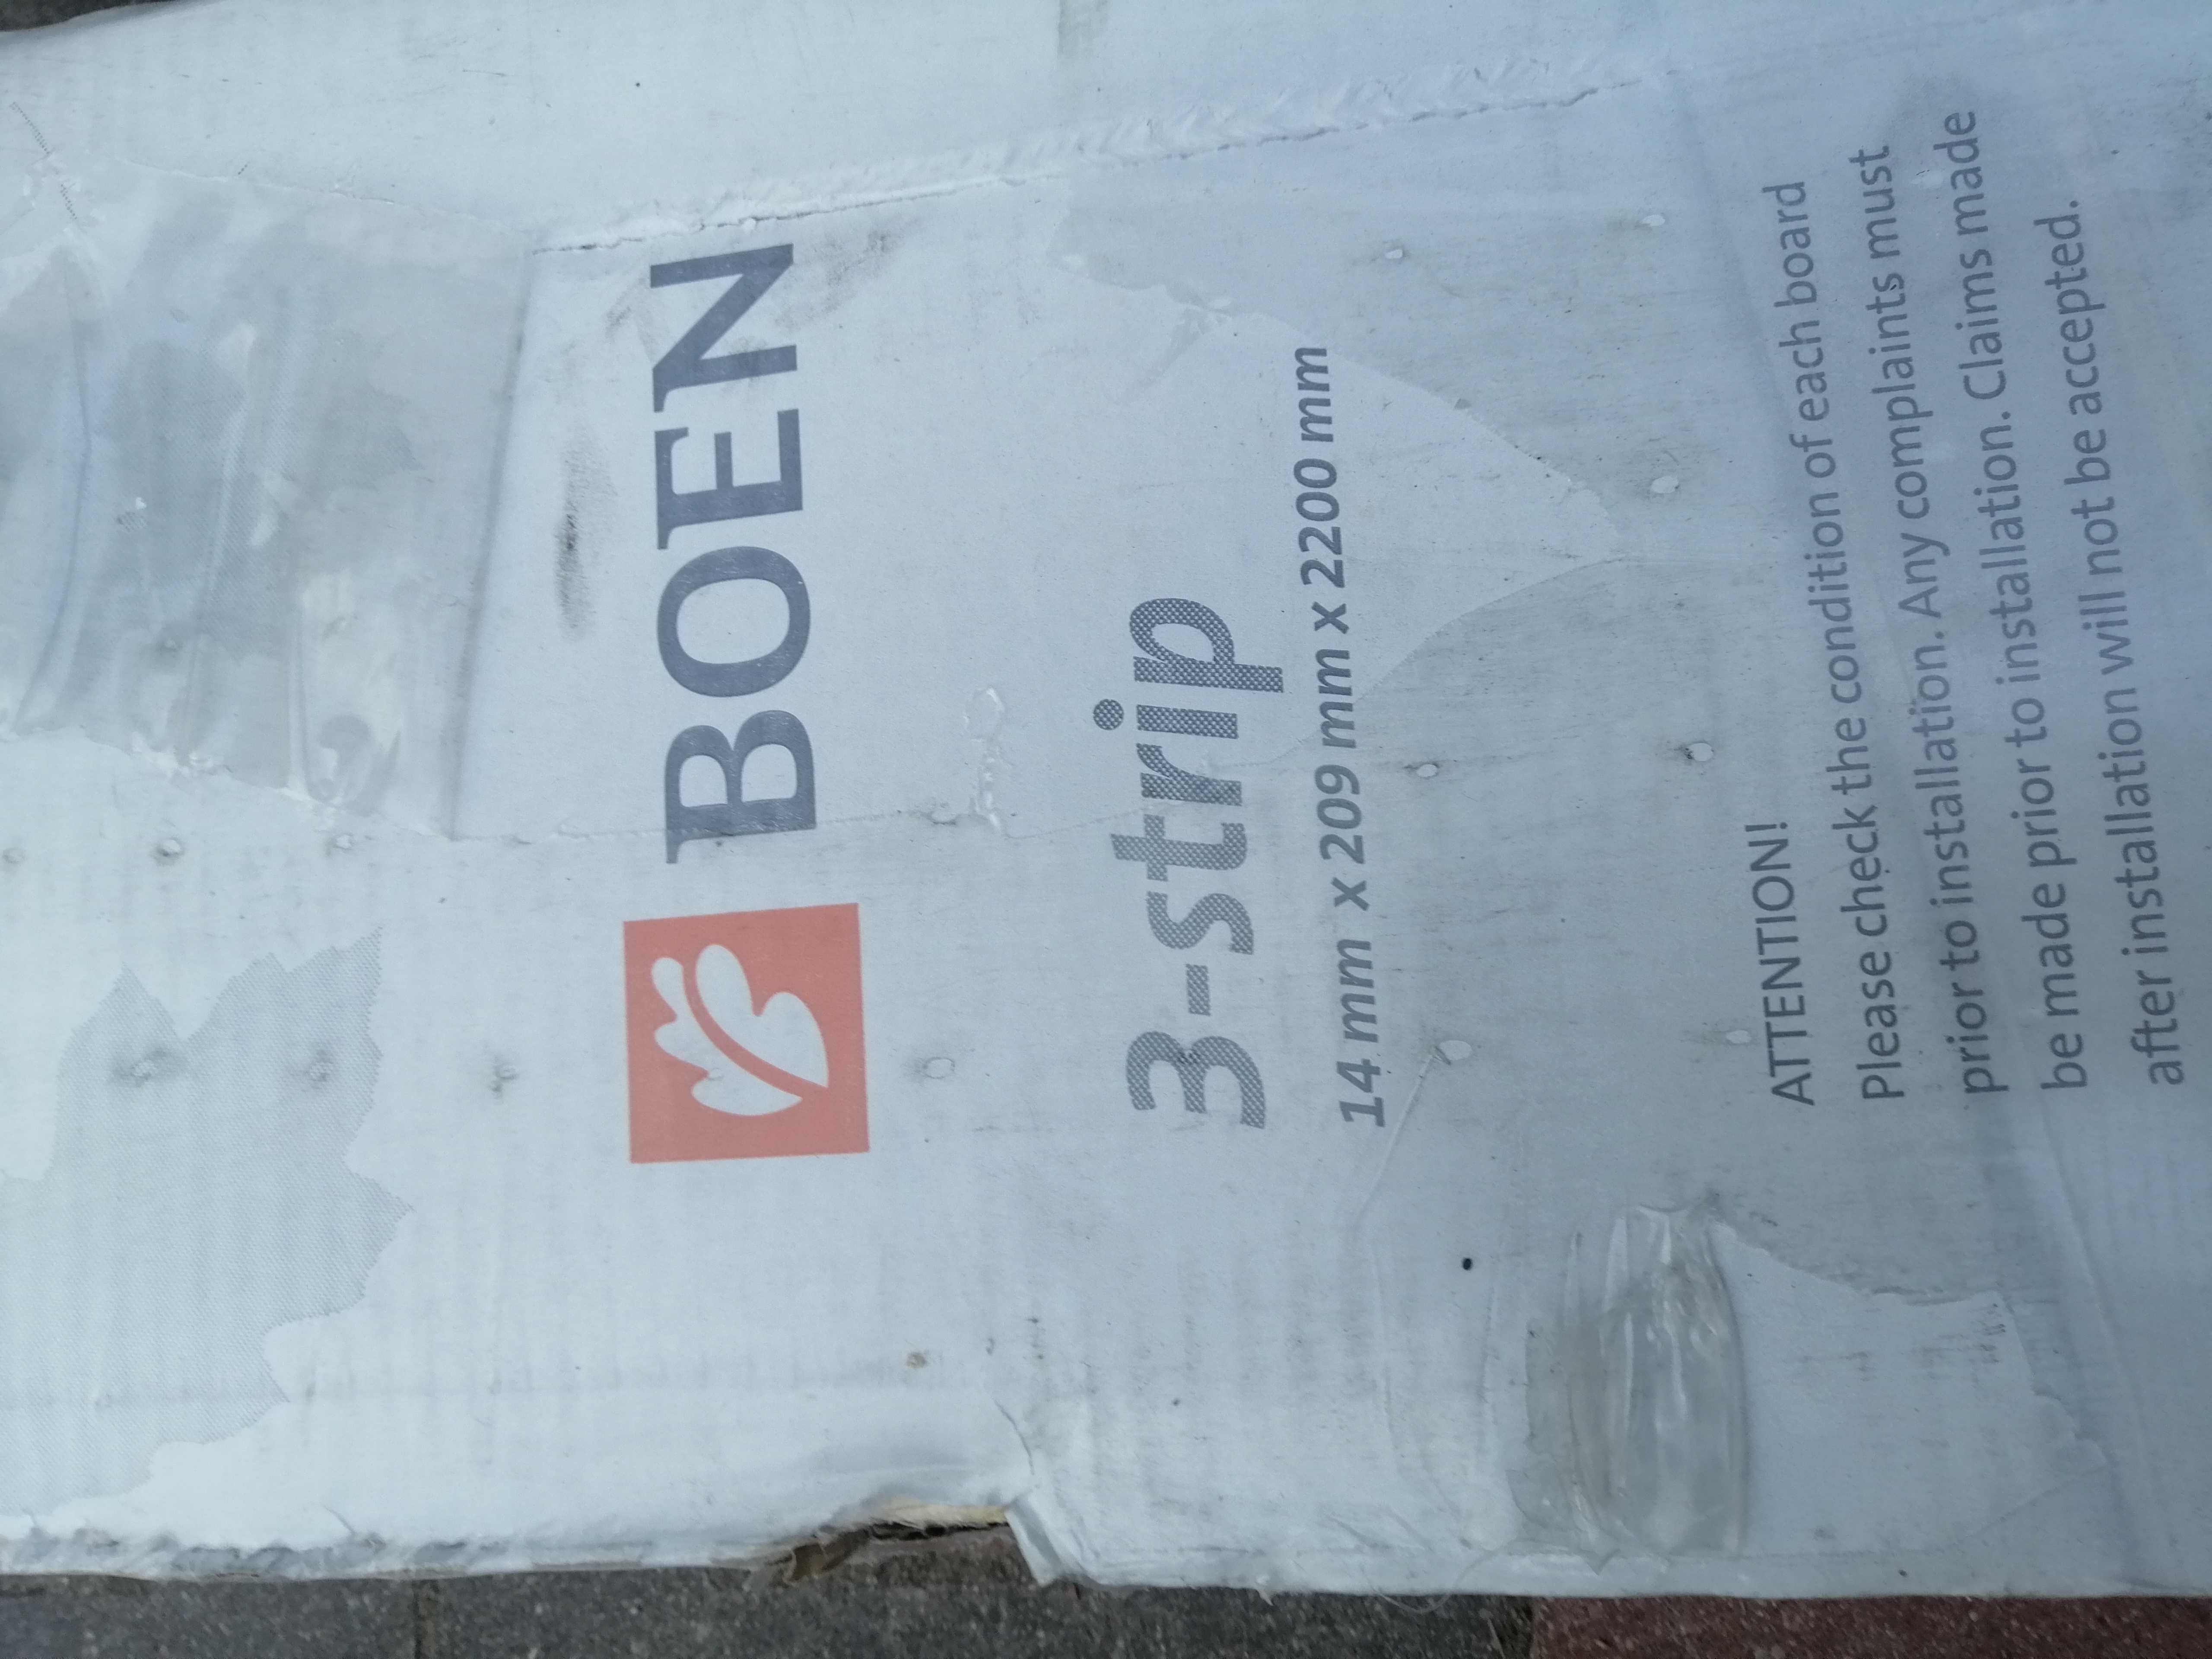 BOEN
3-strip
14 mm x 209 mm x 2200 mm
ATTENTION!
Please check the condition of each board
prior to installation. Any complaints must
be made prior to installation. Claims made
after installation will not be accepted.